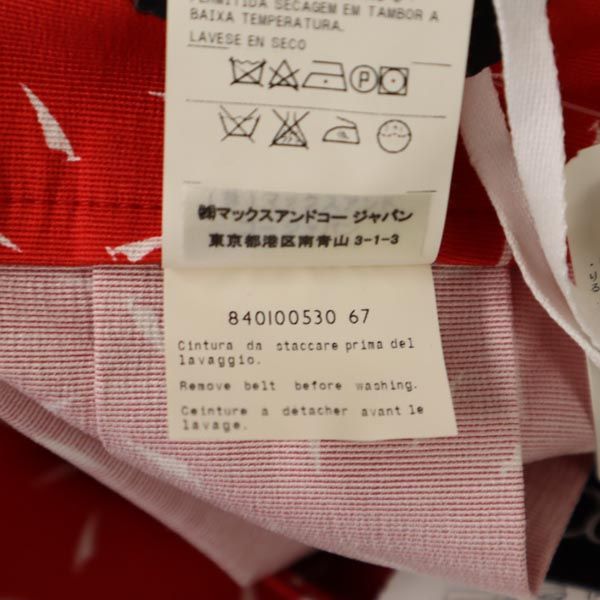 PERMITIDA SECAGEM EM TAMBOR A
BAIXA TEMPERATURA.
LAVESE EN SECO
P
㈱マックスアンドコー ジャパン
東京都港区南青山 3-1-3
840100530 67
Cintura da staccare prima del
lavaggio.
Remove belt before washing.
Ceinture à détacher avant le
lavage.